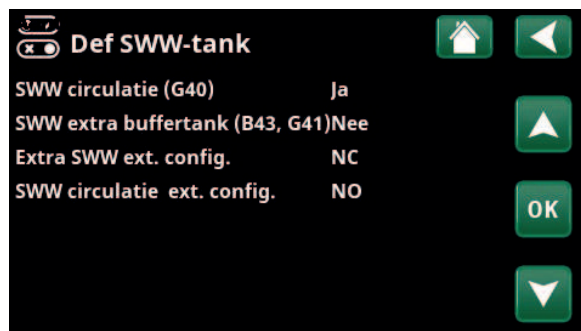 Def SWW-tank
SWW circulatie (G40) Ja
SWW extra buffertank (B43, G41)Nee
Extra SWW ext. config. NC
SWW circulatie ext. config. NO
OK